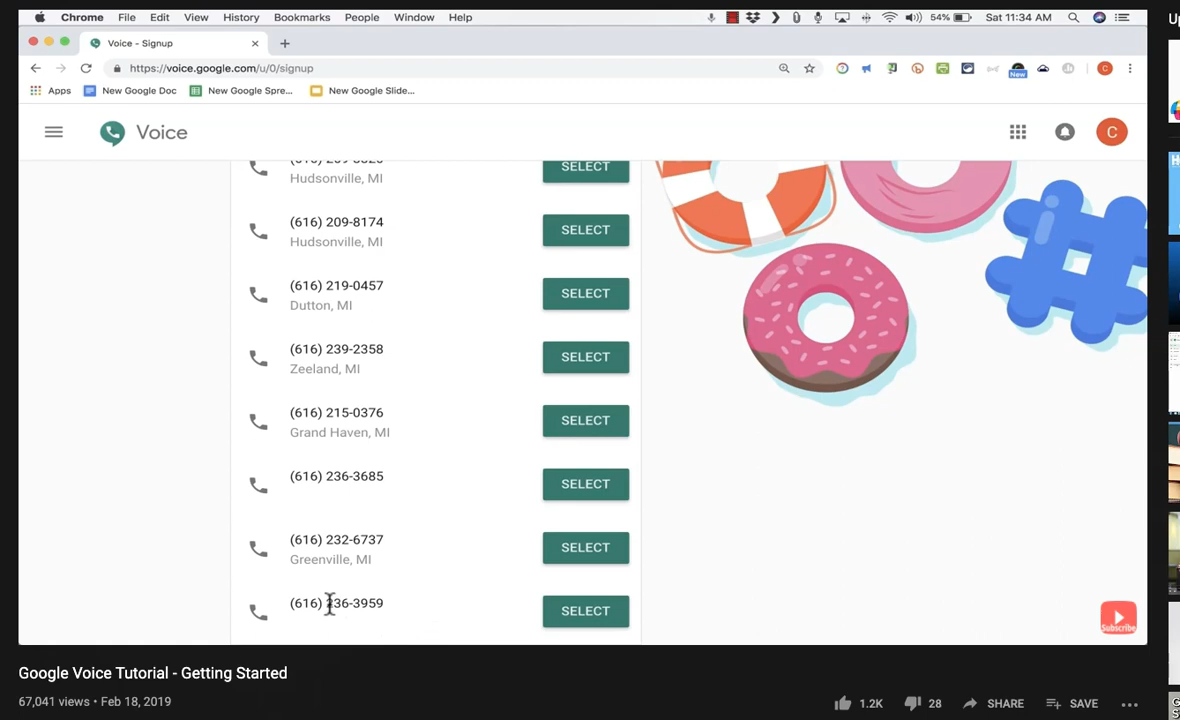 Chrome File Edit View History Bookmarks People Window Help 54% Sat 11:34 AM
Voice - Signup
https://voice.google.com/u/0/signup New C
Apps New Google Doc New Google Spre... New Google Slide...
Voice C
Hudsonville, MI SELECT
(616) 209-8174
Hudsonville, MI SELECT
(616) 219-0457
Dutton, MI SELECT
(616) 239-2358
Zeeland, MI SELECT
(616) 215-0376
Grand Haven, MI SELECT
(616) 236-3685 SELECT
(616) 232-6737
Greenville, MI SELECT
(616) 236-3959 SELECT
Subscribe
Google Voice Tutorial - Getting Started
67,041 views • Feb 18, 2019 1.2K 28 SHARE SAVE